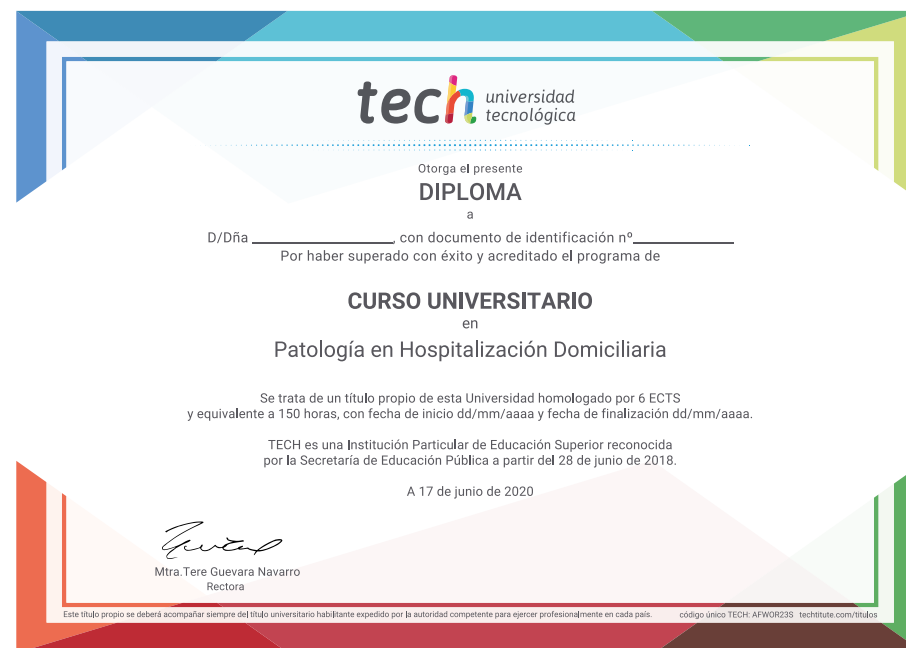 tech universidad
tecnológica
Otorga el presente
DIPLOMA
a
D/Dña ____________________, con documento de identificación nº______________
Por haber superado con éxito y acreditado el programa de
CURSO UNIVERSITARIO
en
Patología en Hospitalización Domiciliaria
Se trata de un título propio de esta Universidad homologado por 6 ECTS
y equivalente a 150 horas, con fecha de inicio dd/mm/aaaa y fecha de finalización dd/mm/aaaa.
TECH es una Institución Particular de Educación Superior reconocida
por la Secretaría de Educación Pública a partir del 28 de junio de 2018.
A 17 de junio de 2020
Mtra.Tere Guevara Navarro
Rectora
Este título propio se deberá acompañar siempre del título universitario habilitante expedido por la autoridad competente para ejercer profesionalmente en cada país. código único TECH: AFWOR23S techtitute.com/titulos